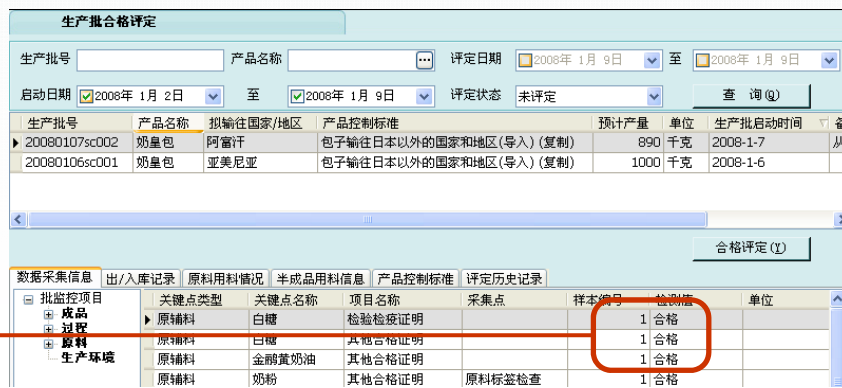 生产批合格评定
生产批号 产品名称 ... 评定日期 2008年 1月 9日 至 2008年 1月 9日
启动日期 2008年 1月 2日 至 2008年 1月 9日 评定状态 未评定 查 询(Q)
生产批号 产品名称 拟输往国家/地区 产品控制标准 预计产量 单位 生产批启动时间
20080107sc002 奶皇包 阿富汗 包子输往日本以外的国家和地区(导入)(复制) 890 千克 2008-1-7
20080106sc001 奶皇包 亚美尼亚 包子输往日本以外的国家和地区(导入)(复制) 1000 千克 2008-1-6
合格评定(Y)
数据采集信息 出/入库记录 原料用料情况 半成品用料信息 产品控制标准 评定历史记录
批监控项目
成品
过程
原料
生产环境
关键点类型 关键点名称 项目名称 采集点 样本编号 检测值 单位
原辅料 白糖 检验检疫证明 1 合格
原辅料 白糖 其他合格证明 1 合格
原辅料 金鹂黄奶油 其他合格证明 1 合格
原辅料 奶粉 其他合格证明 原料标签检查 1 合格